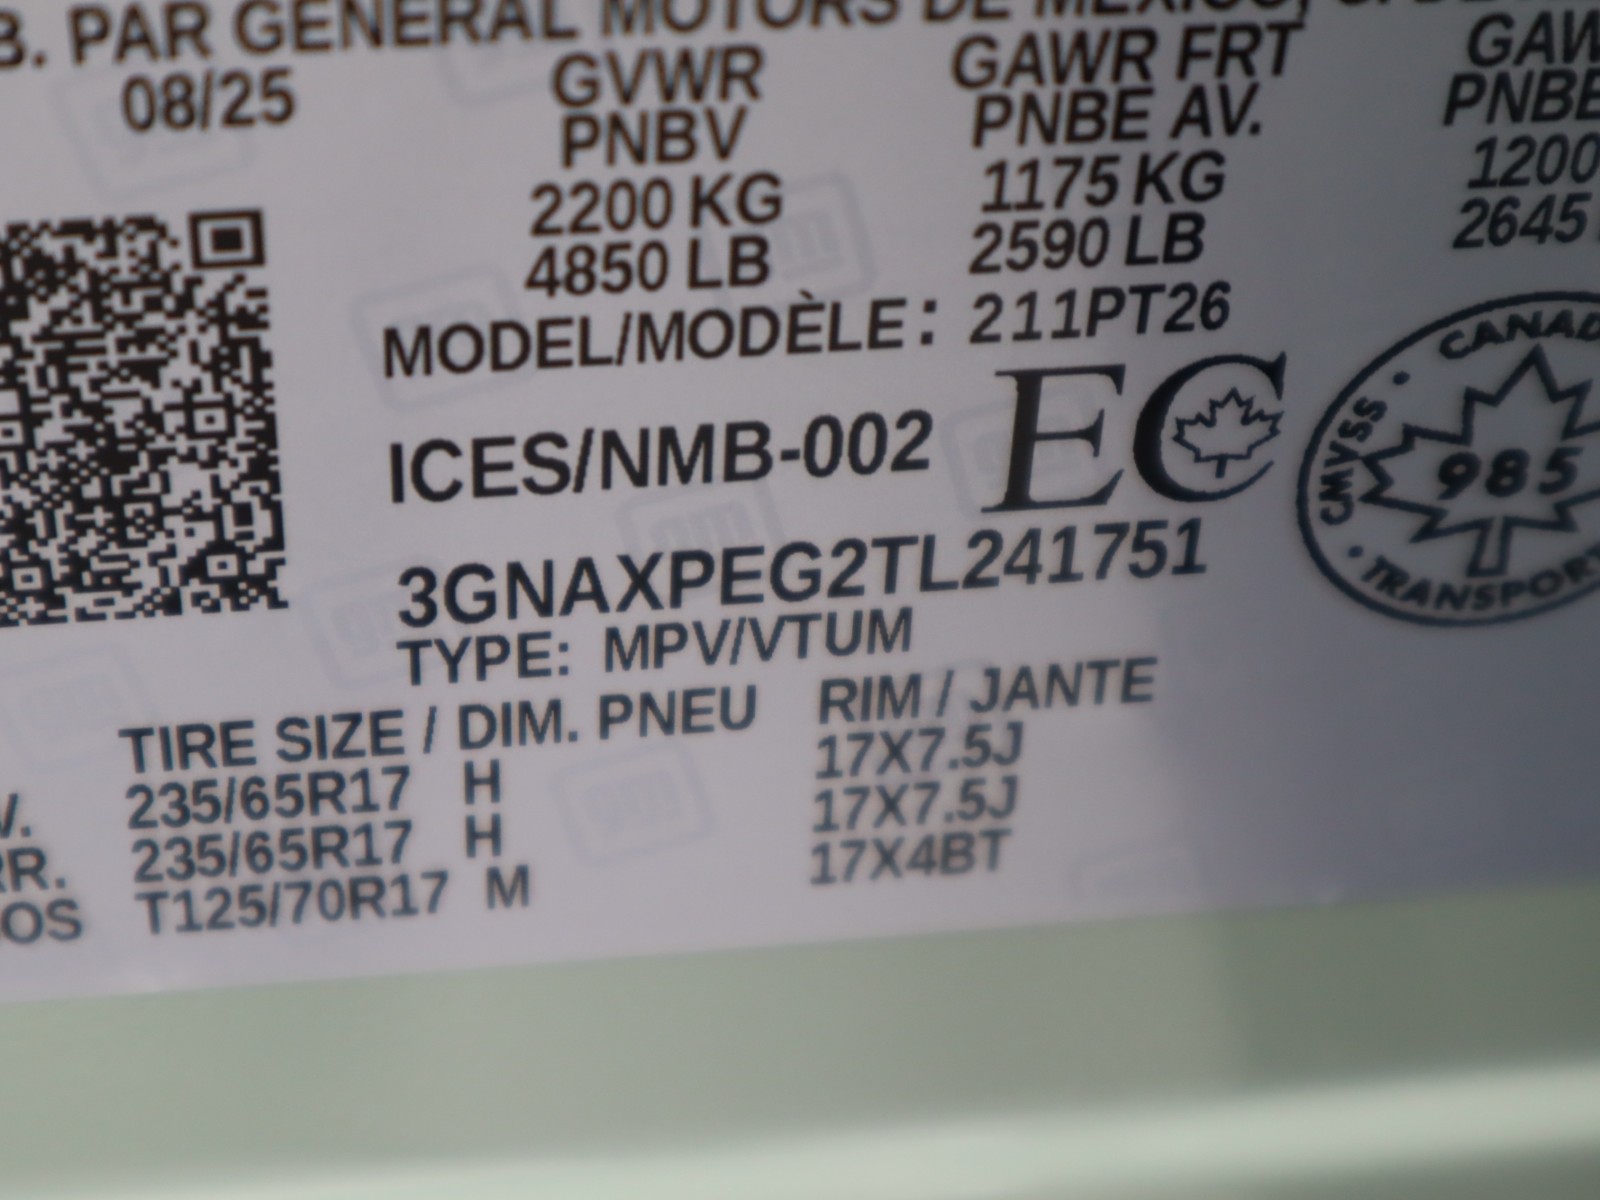 B. PAR GENERAL MOTORS DE MEXICO, S.
08/25 GVWR GAWR FRT GAW
PNBV PNBE AV. PNBE
2200 KG 1175 KG 1200
4850 LB 2590 LB 2645
MODEL/MODÈLE: 211PT26
ICES/NMB-002 EC
CANAD
CMVSS
985
TRANSPORT
3GNAXPEG2TL241751
TYPE: MPV/VTUM
TIRE SIZE / DIM. PNEU RIM / JANTE
V. 235/65R17 H 17X7.5J
RR. 235/65R17 H 17X7.5J
OS T125/70R17 M 17X4BT